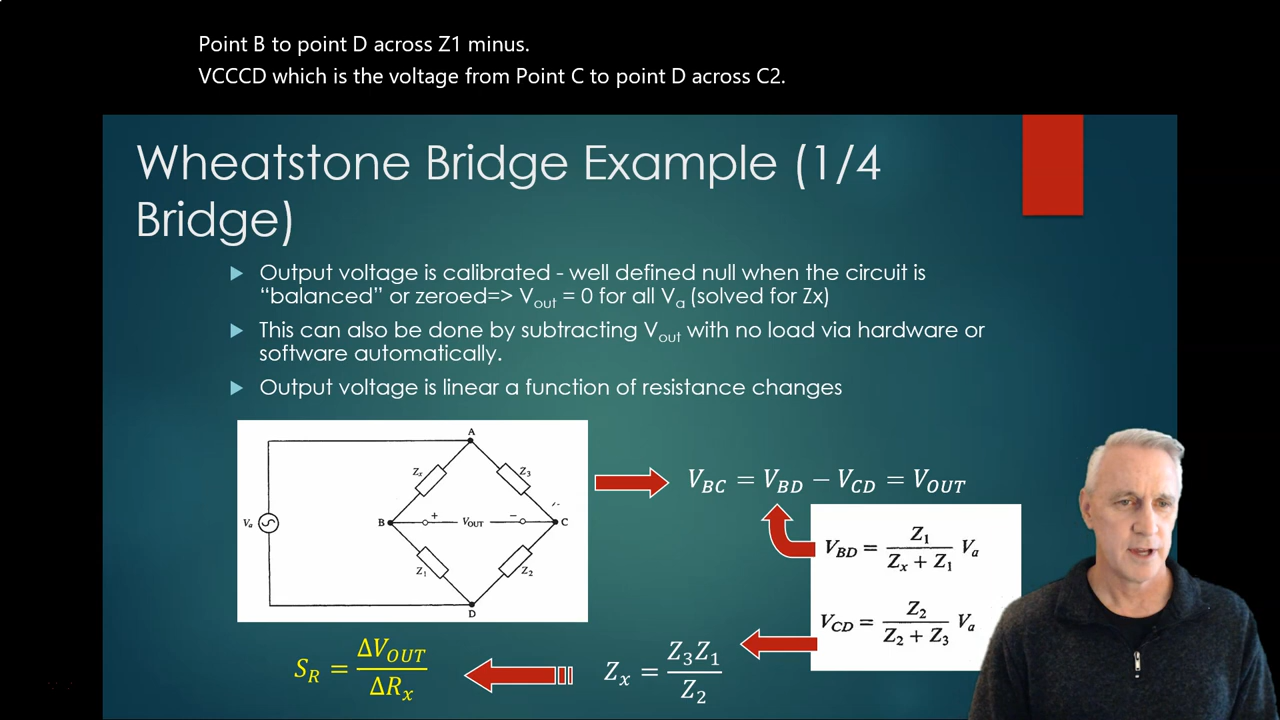 Point B to point D across Z1 minus.
VCCCD which is the voltage from Point C to point D across C2.
Wheatstone Bridge Example (1/4
Bridge)
Output voltage is calibrated - well defined null when the circuit is
“balanced” or zeroed=> Vout = 0 for all Va (solved for Zx)
This can also be done by subtracting Vout with no load via hardware or
software automatically.
Output voltage is linear a function of resistance changes
A
Zx
Z3
Va
B
+
VOUT
−
C
Z1
Z2
D
VBC = VBD − VCD = VOUT
VBD = Z1 / (Zx + Z1) Va
VCD = Z2 / (Z2 + Z3) Va
SR = ΔVOUT / ΔRx
Zx = Z3Z1 / Z2